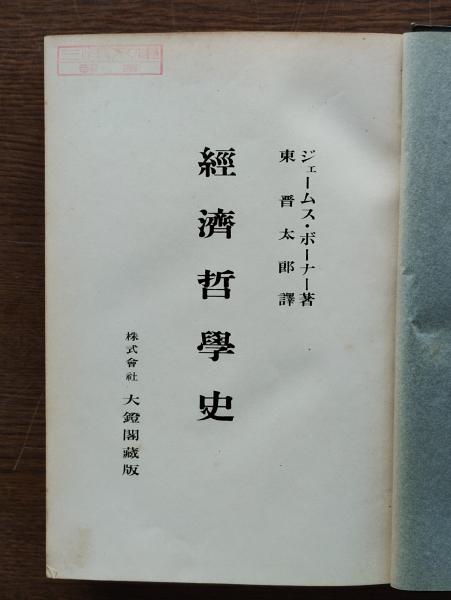 ジェームス・ボーナー著
東晋太郎譯
經濟哲學史
株式會社 大鐙閣藏版